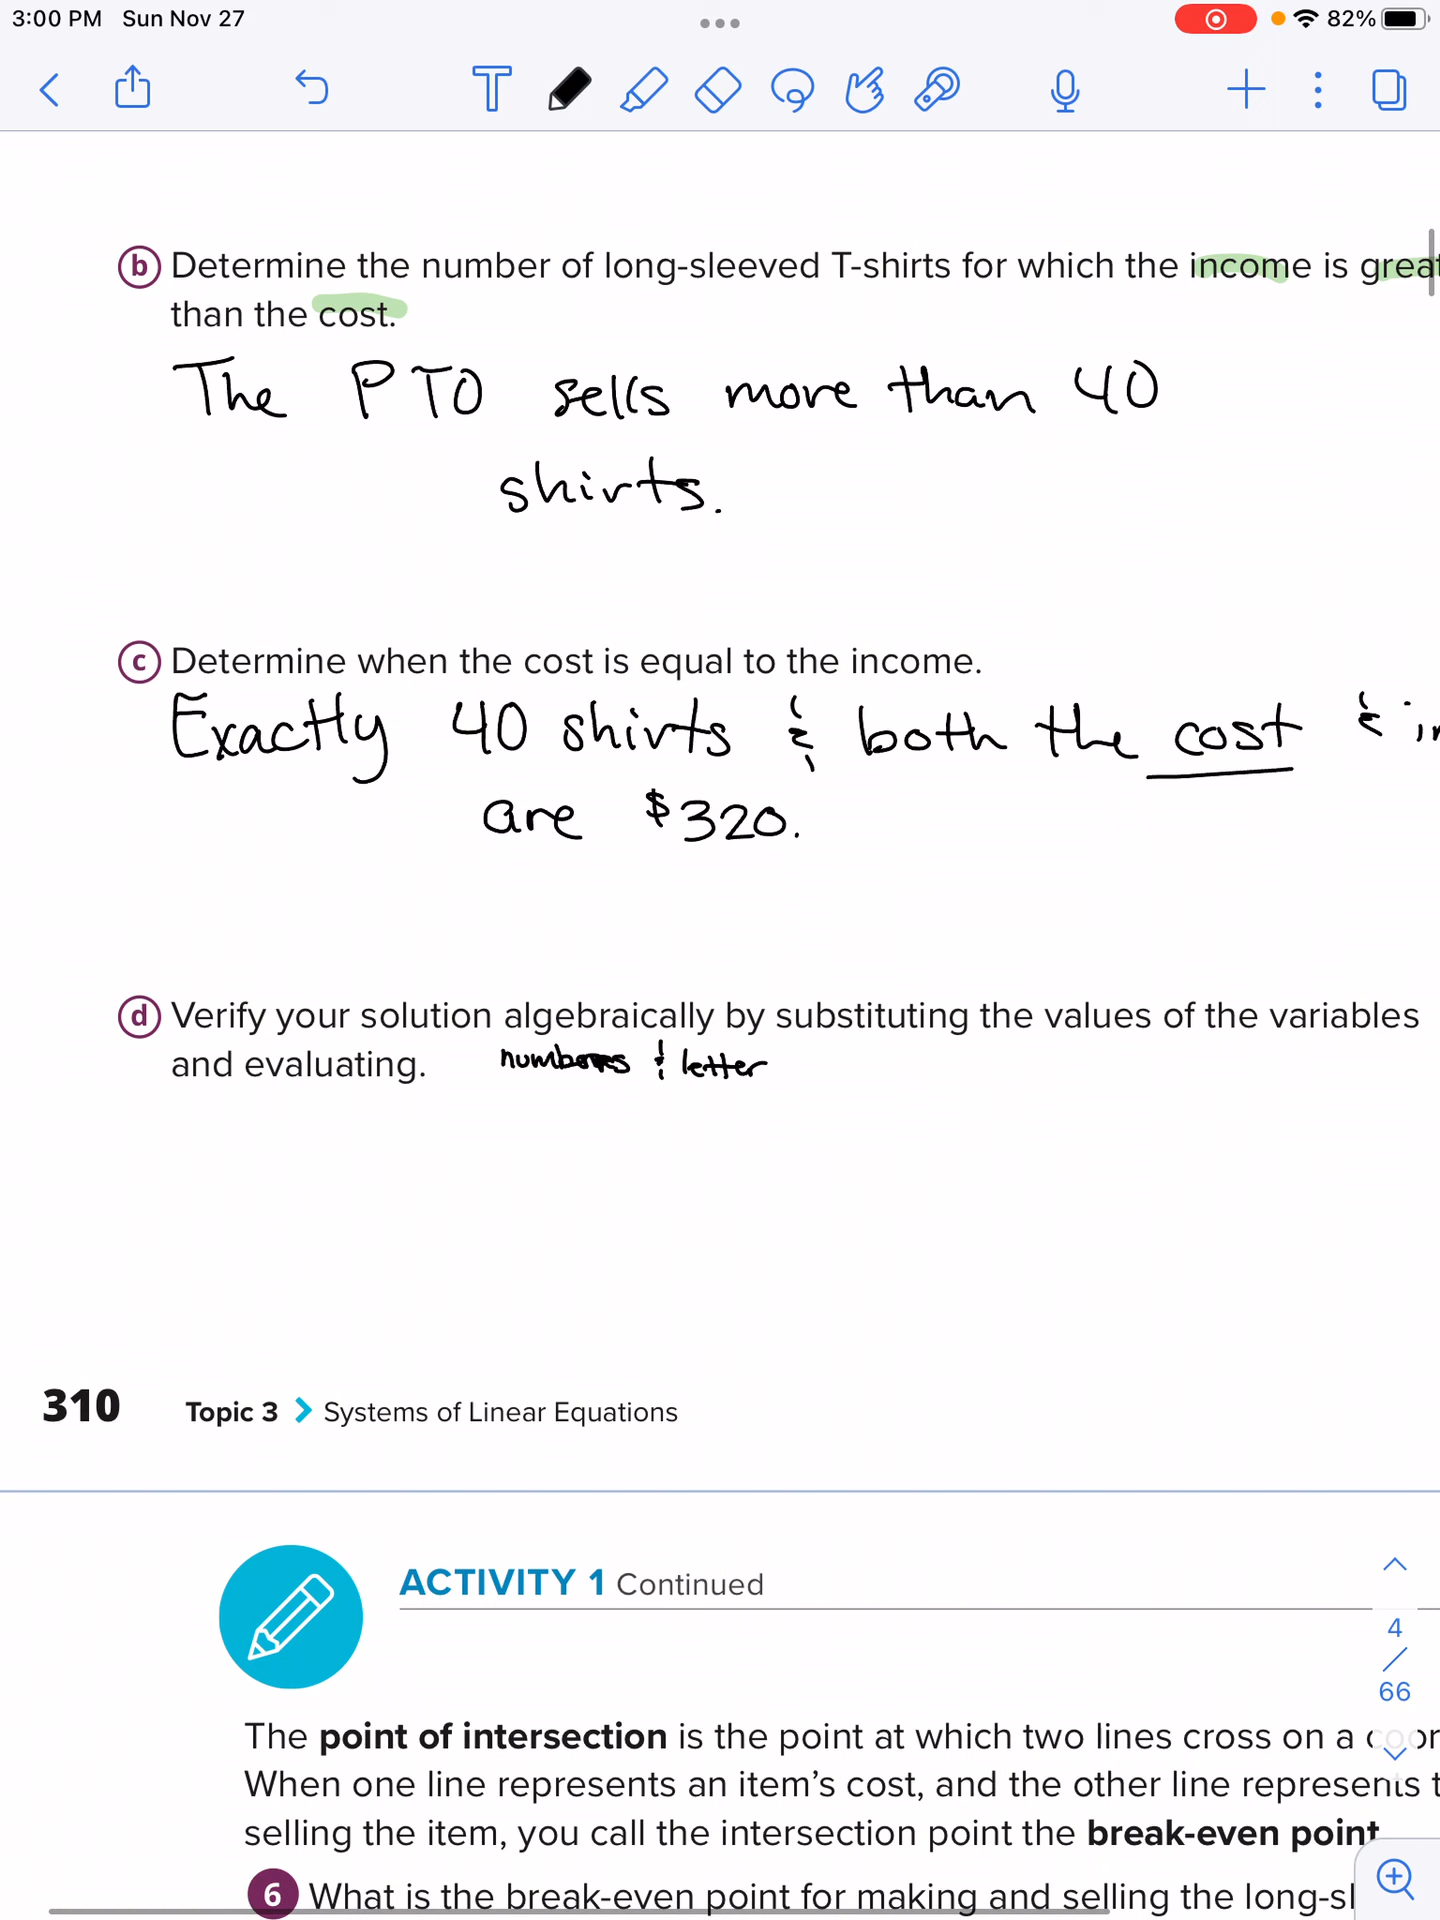 3:00 PM Sun Nov 27
82%
b Determine the number of long-sleeved T-shirts for which the income is great
than the cost.
The PTO sells more than 40
shirts.
c Determine when the cost is equal to the income.
Exactly 40 shirts & both the cost & in
are $320.
d Verify your solution algebraically by substituting the values of the variables
and evaluating. numbers & letter
310 Topic 3 > Systems of Linear Equations
ACTIVITY 1 Continued
4
/
66
The point of intersection is the point at which two lines cross on a coor
When one line represents an item's cost, and the other line represents t
selling the item, you call the intersection point the break-even point
6 What is the break-even point for making and selling the long-sl